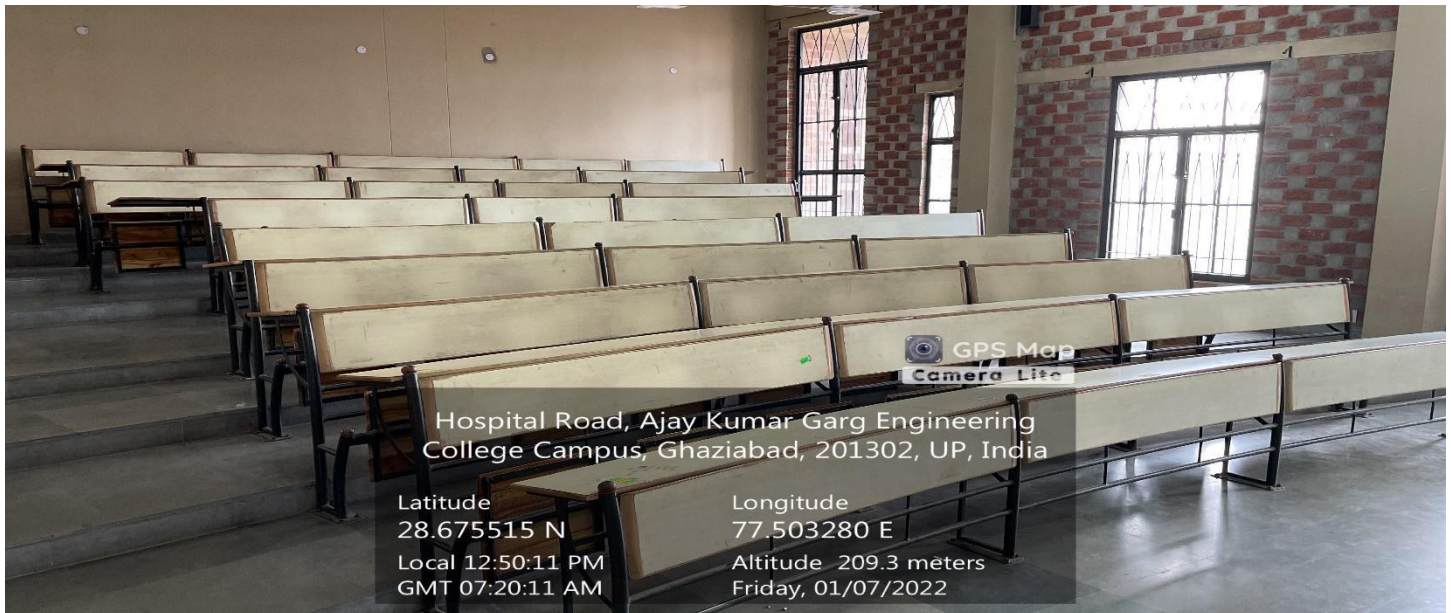 GPS Map
Camera Lite
Hospital Road, Ajay Kumar Garg Engineering
College Campus, Ghaziabad, 201302, UP, India
Latitude
28.675515 N
Longitude
77.503280 E
Local 12:50:11 PM
GMT 07:20:11 AM
Altitude 209.3 meters
Friday, 01/07/2022